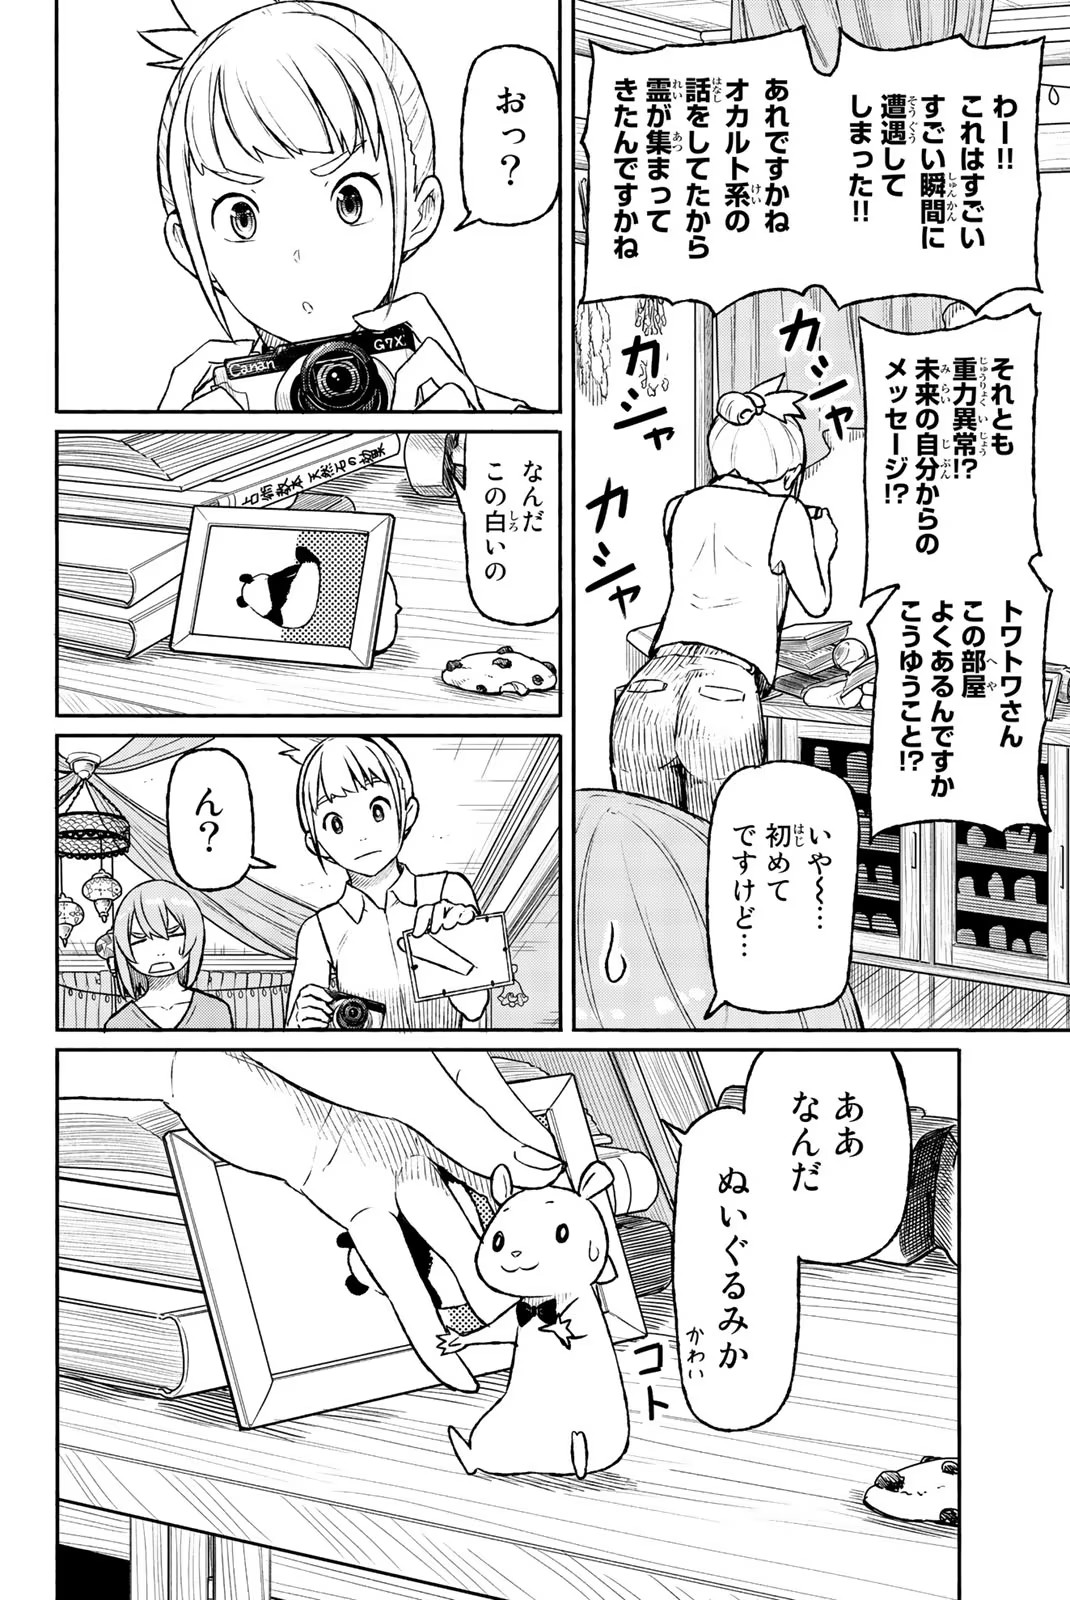 わー!!
これはすごい
すごい瞬間に
遭遇して
しまった!!
あれですかね
オカルト系の
話をしてたから
霊が集まって
きたんですかね
それとも
重力異常!?
未来の自分からの
メッセージ!?
トワトワさん
この部屋
よくあるんですか
こうゆうこと!?
カシャ
カシャ
カシャ
いや〜…
初めて
ですけど…
おっ?
Canan
G7X
なんだ
この白いの
ん?
ああ
なんだ
ぬいぐるみか
かわい
コト